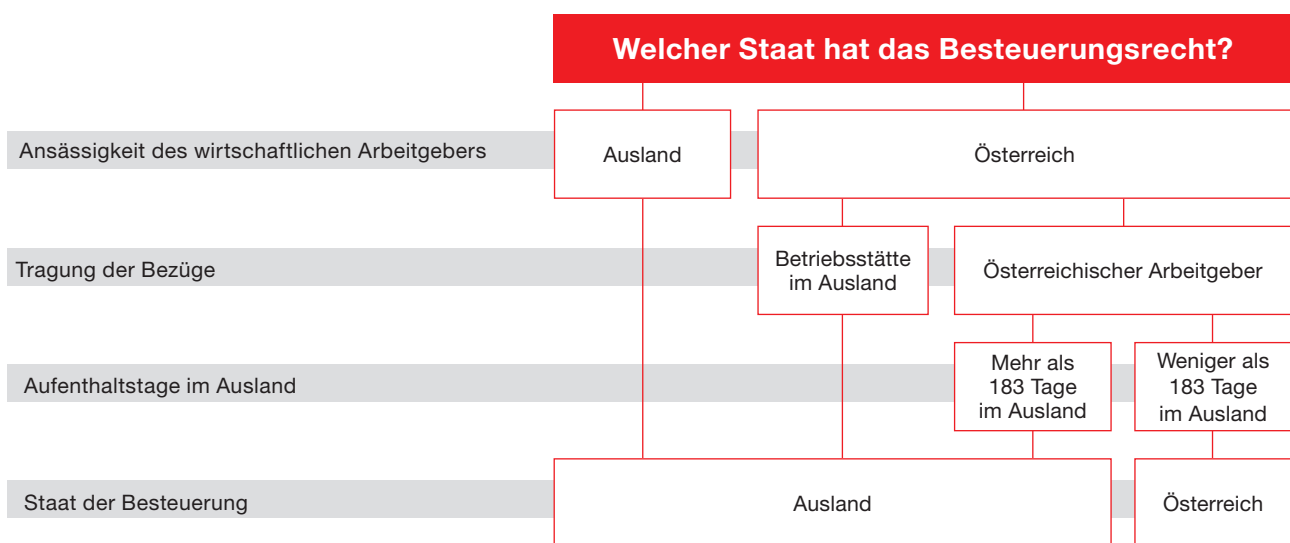 Welcher Staat hat das Besteuerungsrecht?
Ansässigkeit des wirtschaftlichen Arbeitgebers
Ausland
Österreich
Tragung der Bezüge
Betriebsstätte
im Ausland
Österreichischer Arbeitgeber
Aufenthaltstage im Ausland
Mehr als
183 Tage
im Ausland
Weniger als
183 Tage
im Ausland
Staat der Besteuerung
Ausland
Österreich